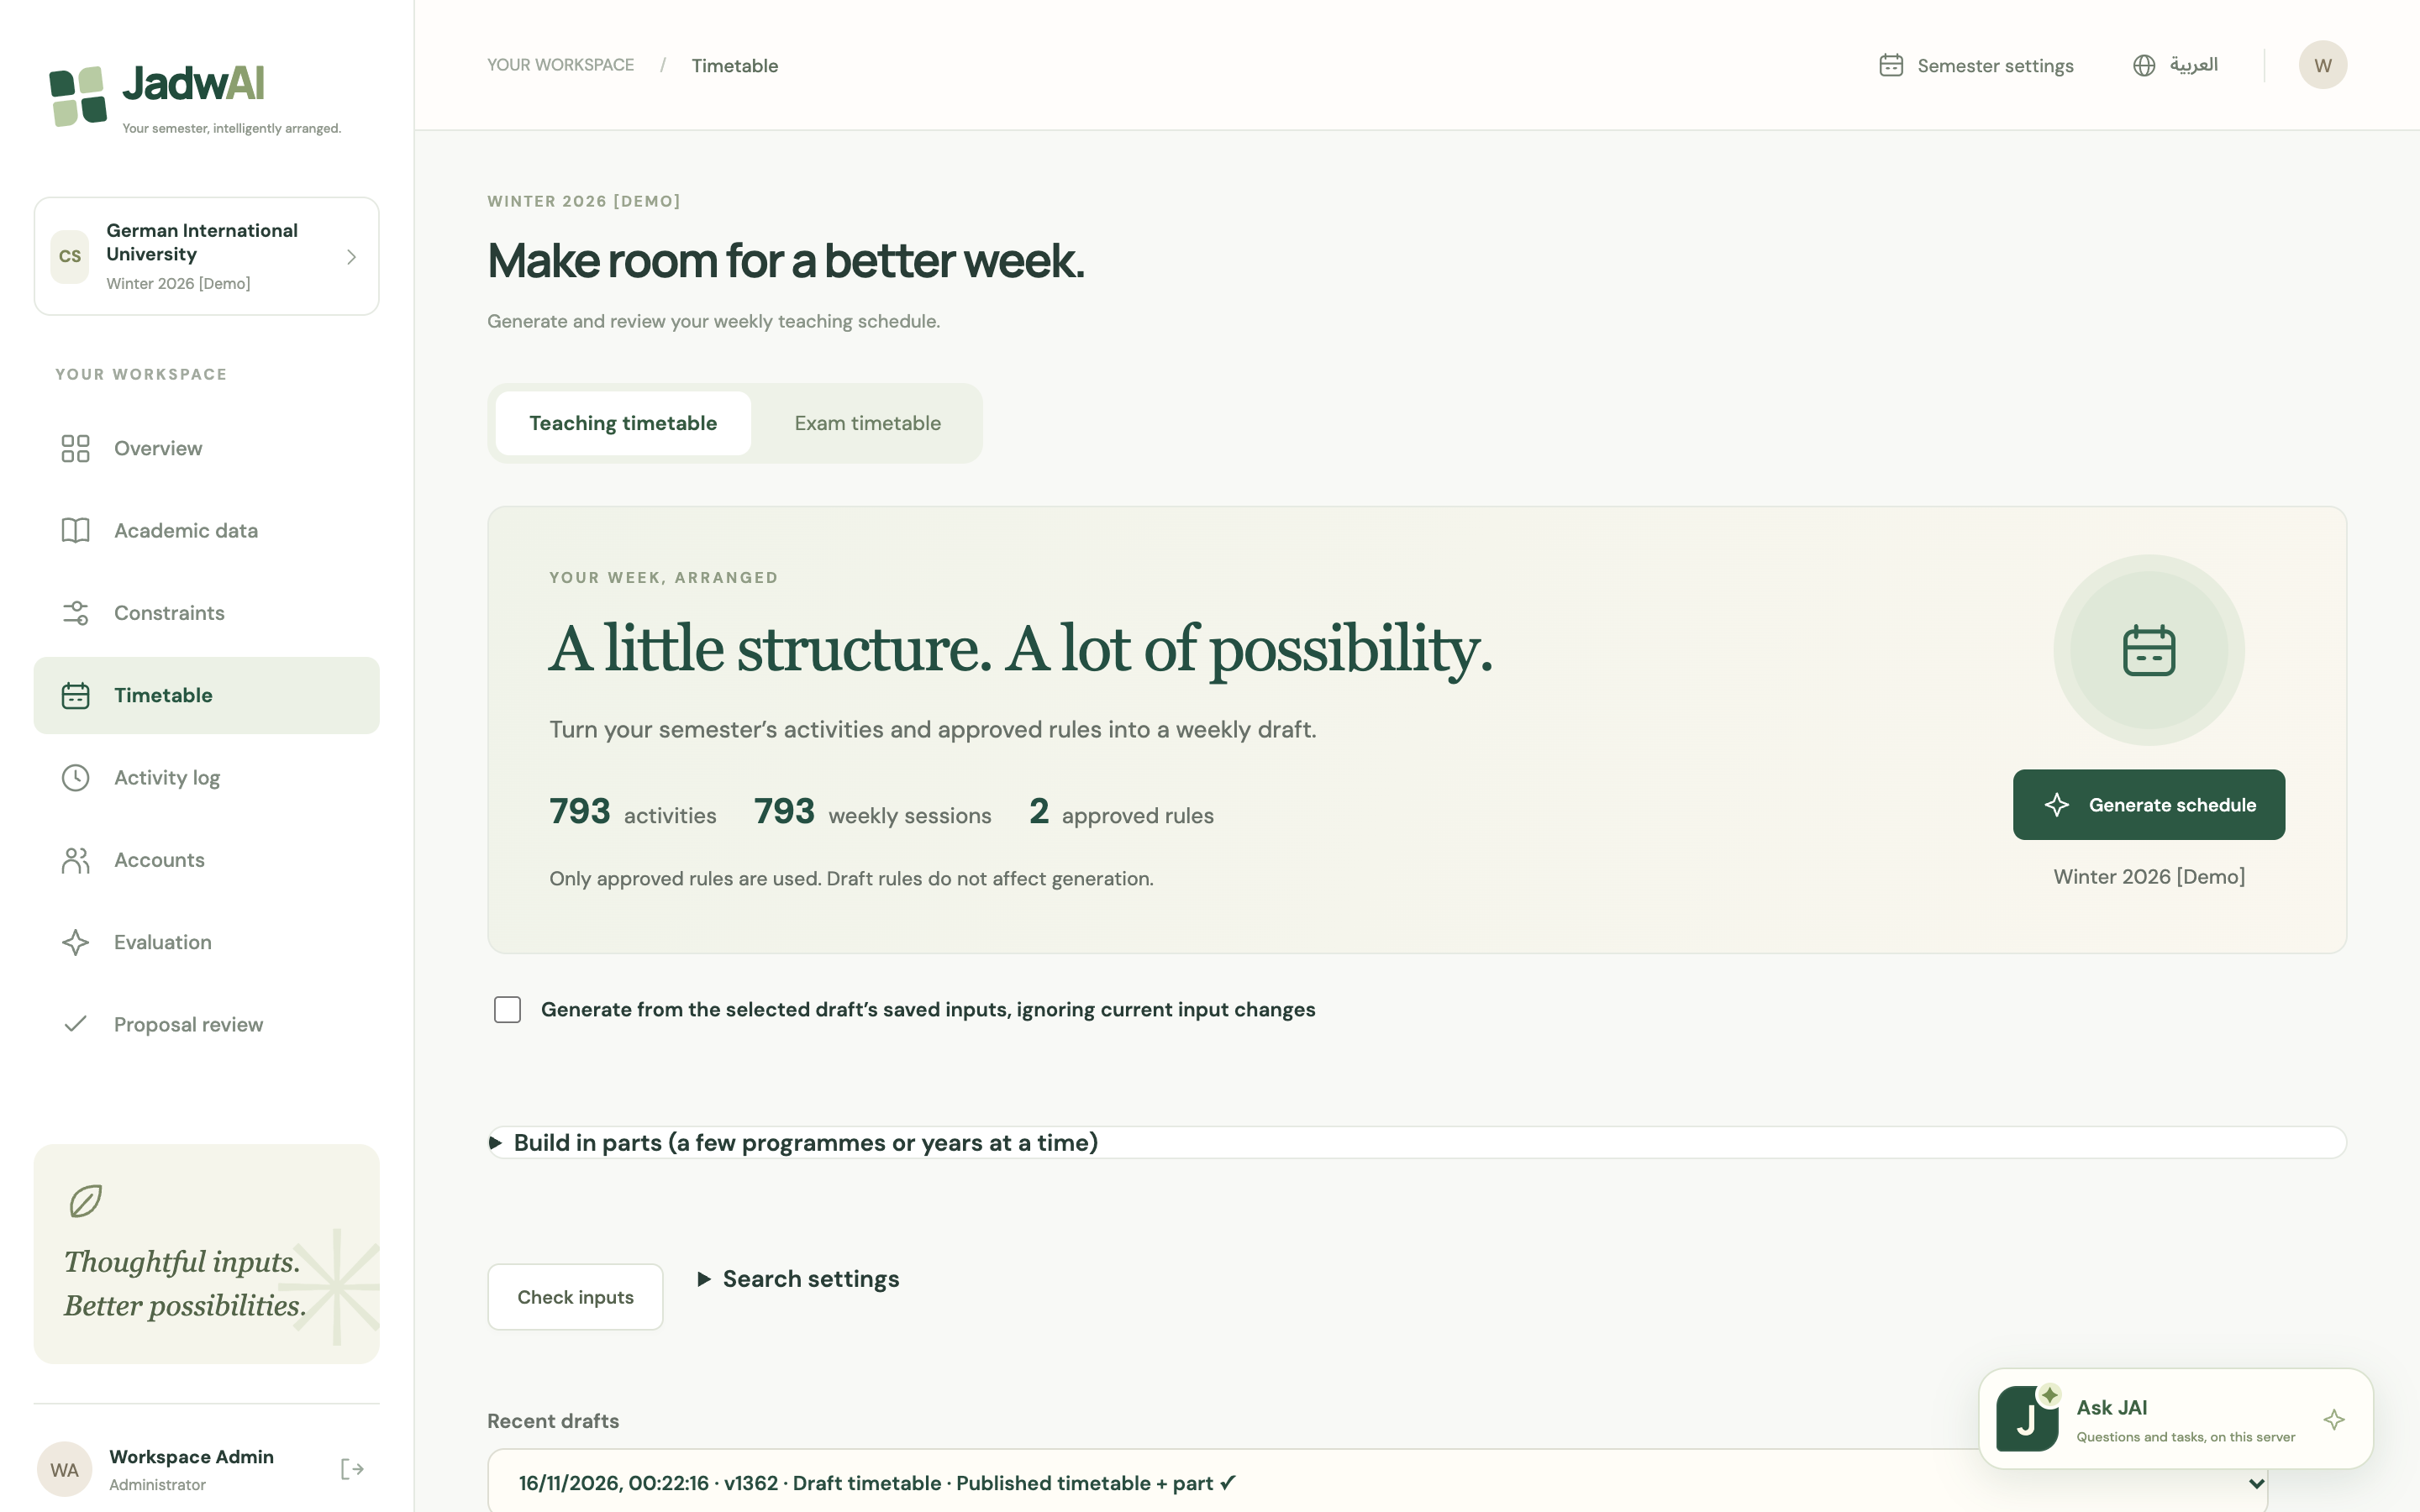 JadwAI
Your semester, intelligently arranged.
CS
German International
University
Winter 2026 [Demo]
YOUR WORKSPACE
Overview
Academic data
Constraints
Timetable
Activity log
Accounts
Evaluation
Proposal review
Thoughtful inputs.
Better possibilities.
WA
Workspace Admin
Administrator
YOUR WORKSPACE / Timetable
Semester settings
العربية
W
WINTER 2026 [DEMO]
Make room for a better week.
Generate and review your weekly teaching schedule.
Teaching timetable
Exam timetable
YOUR WEEK, ARRANGED
A little structure. A lot of possibility.
Turn your semester’s activities and approved rules into a weekly draft.
793 activities 793 weekly sessions 2 approved rules
Only approved rules are used. Draft rules do not affect generation.
Generate schedule
Winter 2026 [Demo]
Generate from the selected draft’s saved inputs, ignoring current input changes
Build in parts (a few programmes or years at a time)
Check inputs
Search settings
Recent drafts
16/11/2026, 00:22:16 · v1362 · Draft timetable · Published timetable + part ✓
J
Ask JAI
Questions and tasks, on this server